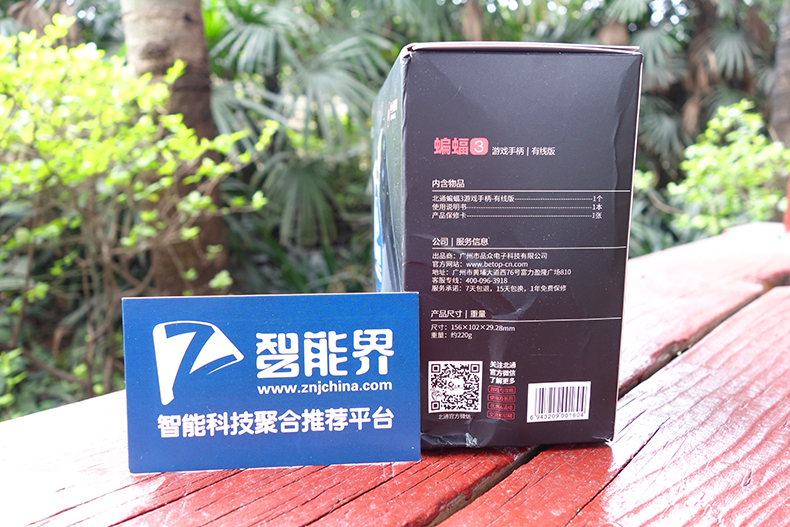 蝙蝠3 游戏手柄 | 有线版
内含物品
北通蝙蝠3游戏手柄-有线版 1个
使用说明书 1本
产品保修卡 1张
公司 | 服务信息
出品商：广州市品众电子科技有限公司
官方网站：www.betop-cn.com
地址：广州市黄埔大道西76号富力盈隆广场810
客服专线：400-096-3918
服务承诺：7天包退，15天包换，1年免费保修
产品尺寸 | 重量
尺寸：156×102×29.28mm
重量：约220g
关注北通
官方微信
了解更多
北通官方微信
6 940209 001604
智能界
www.znjchina.com
智能科技聚合推荐平台